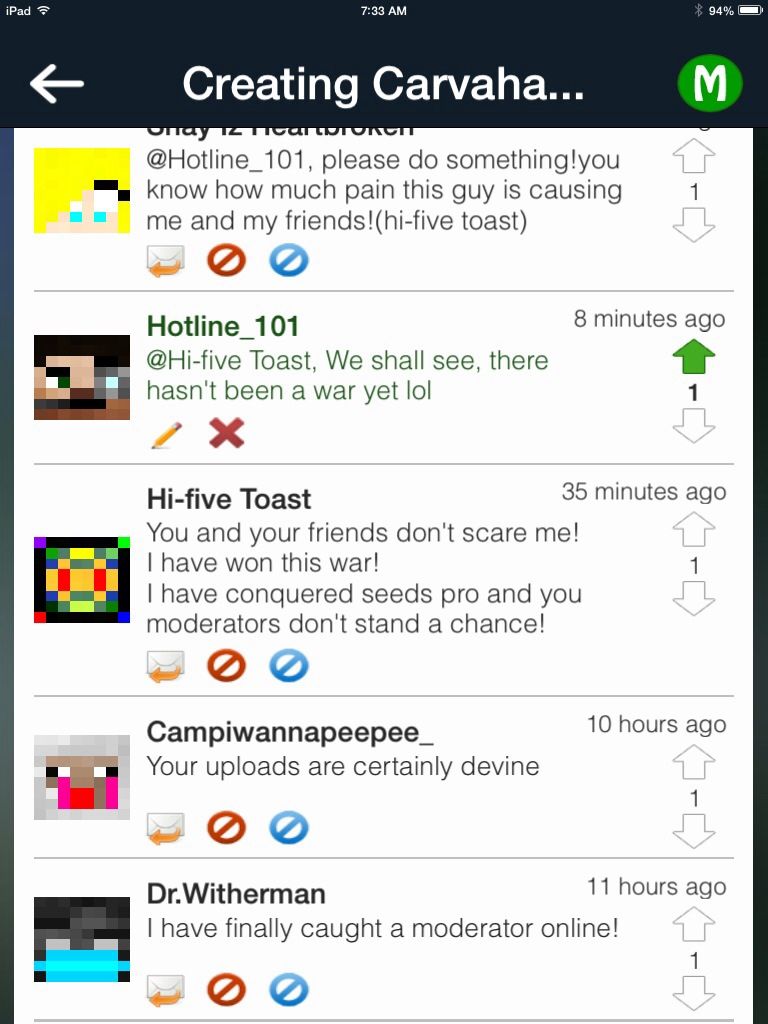 iPad
7:33 AM
94%
Creating Carvaha...
M
Shay Iz Heartbroken
@Hotline_101, please do something!you
know how much pain this guy is causing
me and my friends!(hi-five toast)
1
Hotline_101
8 minutes ago
@Hi-five Toast, We shall see, there
hasn't been a war yet lol
1
Hi-five Toast
35 minutes ago
You and your friends don't scare me!
I have won this war!
I have conquered seeds pro and you
moderators don't stand a chance!
1
Campiwannapeepee_
10 hours ago
Your uploads are certainly devine
1
Dr.Witherman
11 hours ago
I have finally caught a moderator online!
1